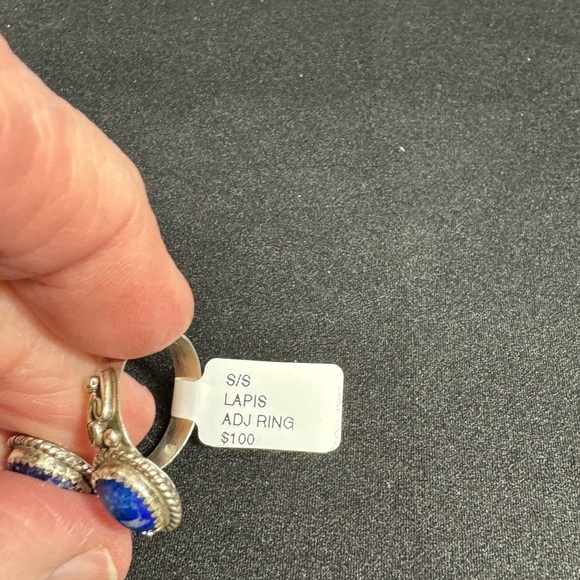 S/S
LAPIS
ADJ RING
$100